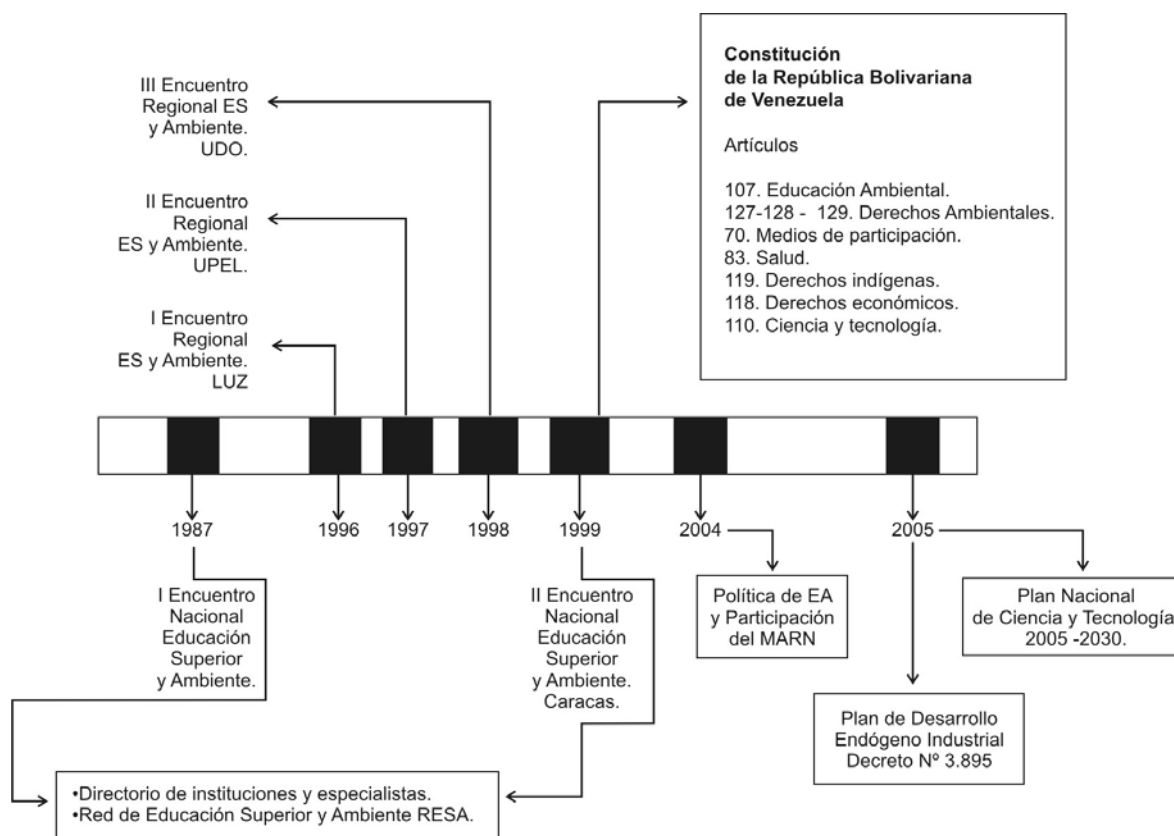 III Encuentro
Regional ES
y Ambiente.
UDO.
II Encuentro
Regional
ES y Ambiente.
UPEL.
I Encuentro
Regional
ES y Ambiente.
LUZ
Constitución
de la República Bolivariana
de Venezuela
Artículos
107. Educación Ambiental.
127-128 - 129. Derechos Ambientales.
70. Medios de participación.
83. Salud.
119. Derechos indígenas.
118. Derechos económicos.
110. Ciencia y tecnología.
1987
1996
1997
1998
1999
2004
2005
I Encuentro
Nacional
Educación
Superior
y Ambiente.
II Encuentro
Nacional
Educación
Superior
y Ambiente.
Caracas.
Política de EA
y Participación
del MARN
Plan Nacional
de Ciencia y Tecnología
2005 -2030.
Plan de Desarrollo
Endógeno Industrial
Decreto Nº 3.895
•Directorio de instituciones y especialistas.
•Red de Educación Superior y Ambiente RESA.